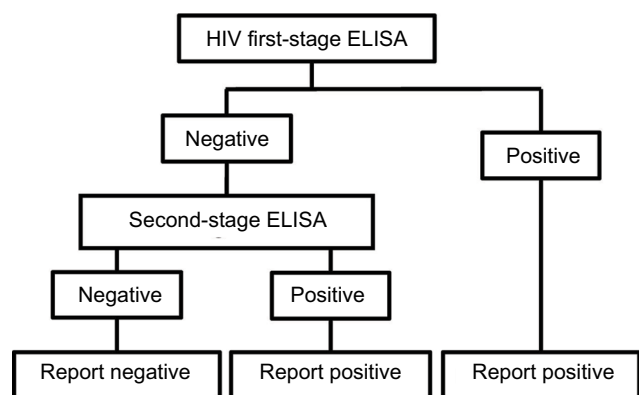 HIV first-stage ELISA
Negative
Positive
Second-stage ELISA
Negative
Positive
Report negative
Report positive
Report positive